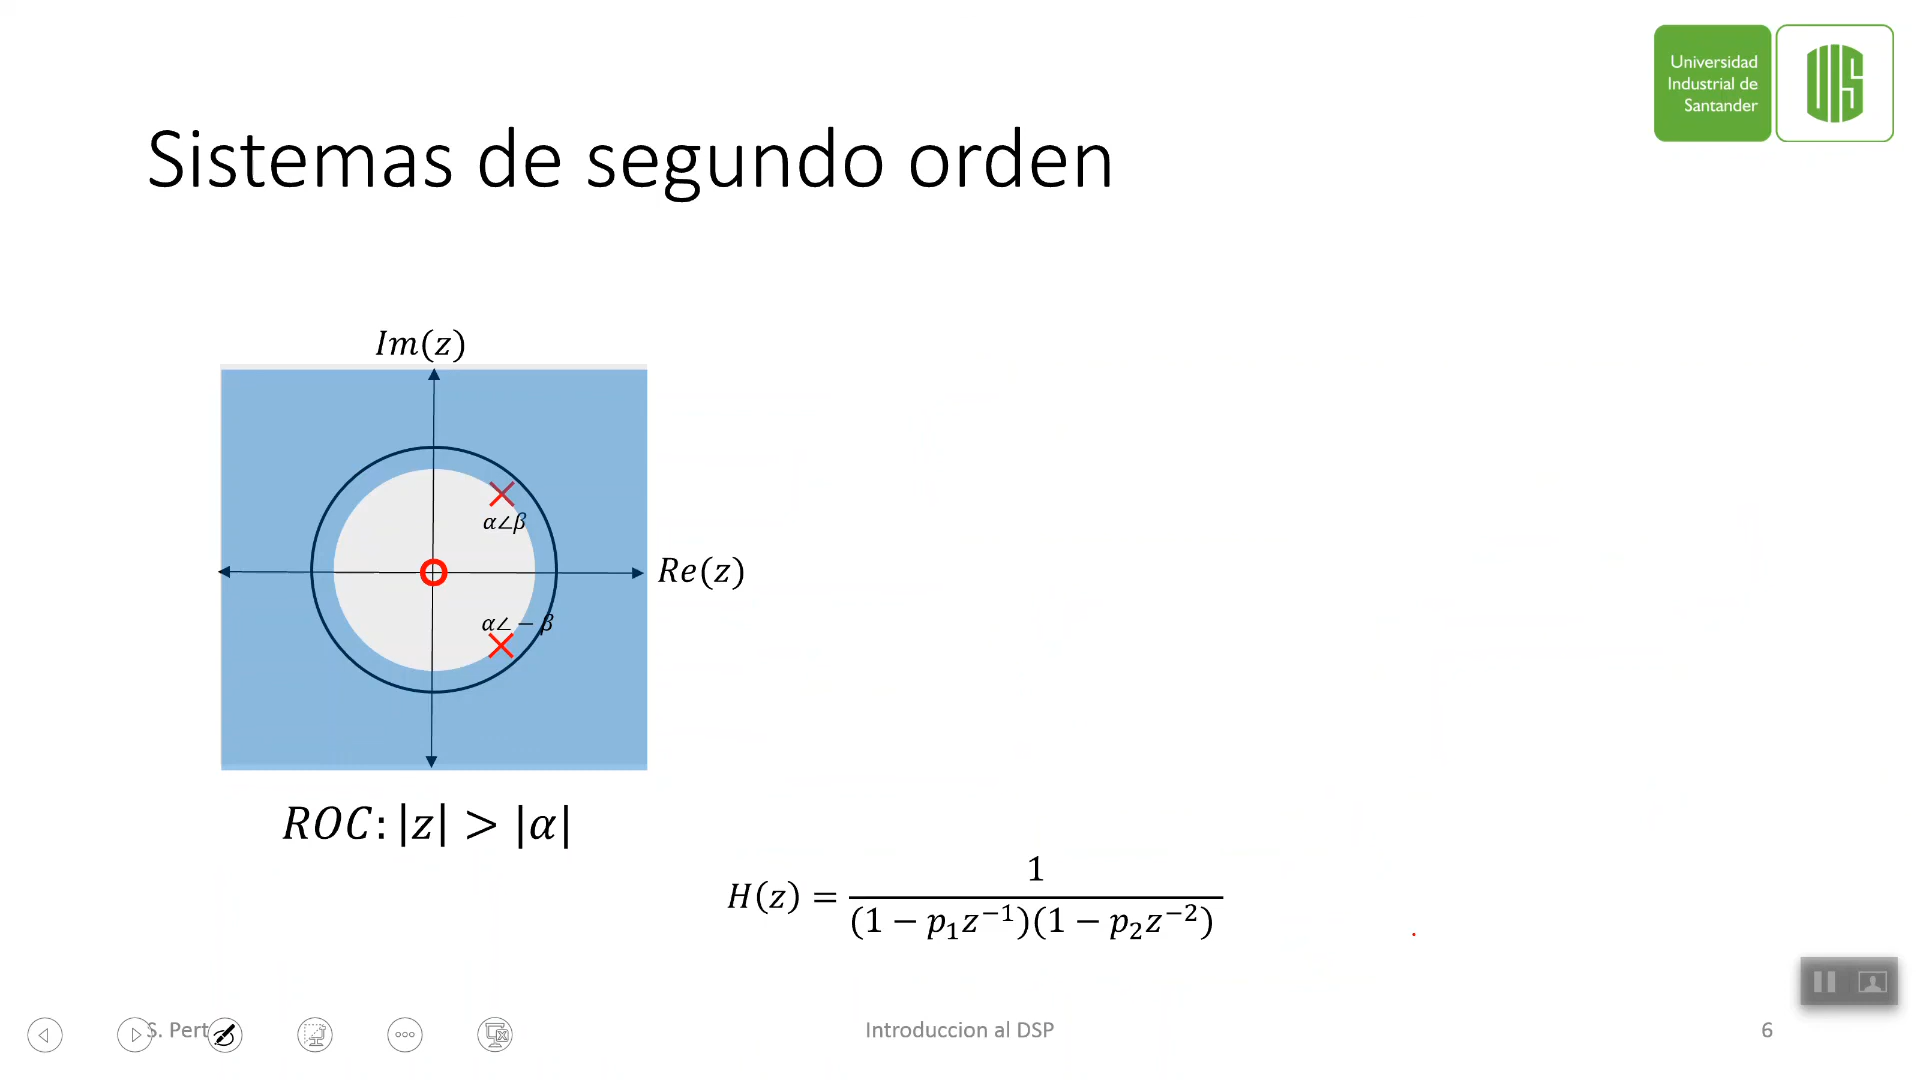 Universidad
Industrial de
Santander
UIS
Sistemas de segundo orden
Im(z)
α∠β
Re(z)
α∠ − β
ROC: |z| > |α|
H(z) = 1 / (1 − p₁z⁻¹)(1 − p₂z⁻²)
S. Pert
Introduccion al DSP
6